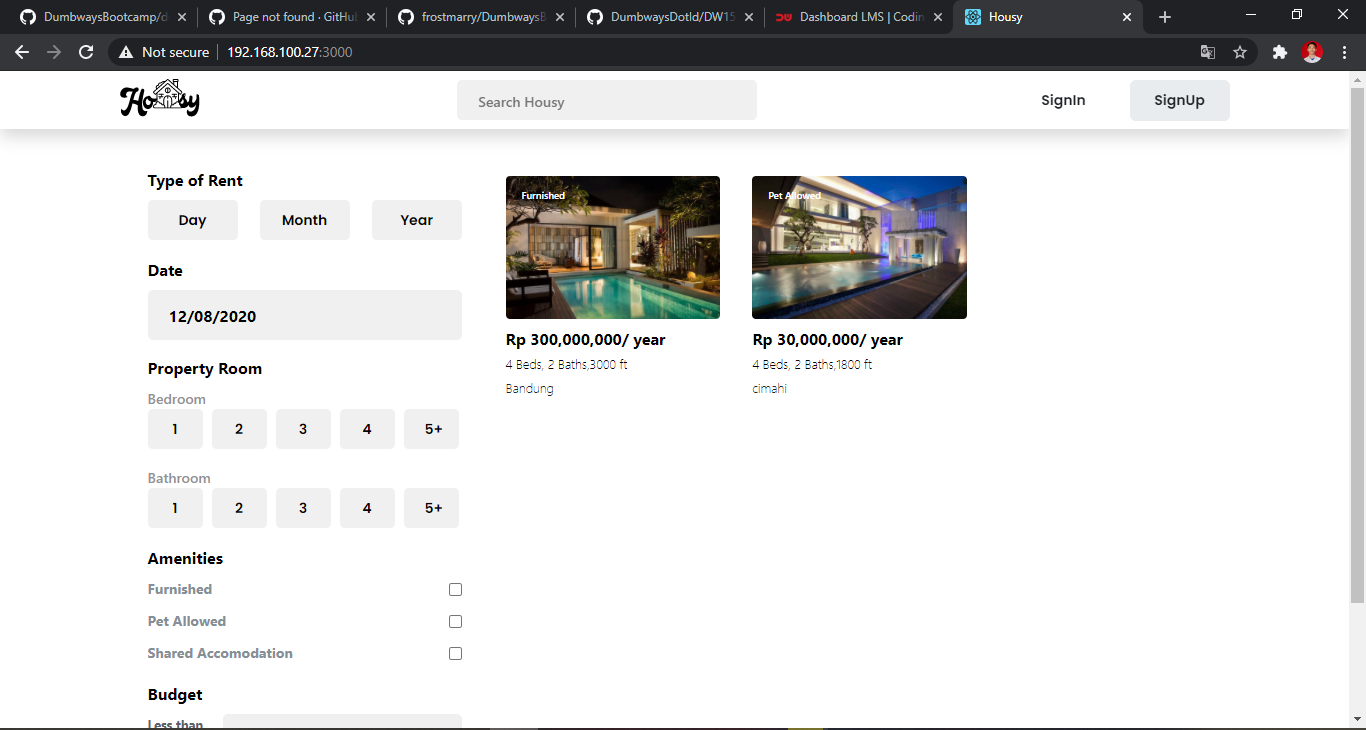 DumbwaysBootcamp/d
Page not found · GitHu
frostmarry/DumbwaysB
DumbwaysDotId/DW15
Dashboard LMS | Codin
Housy
Not secure
192.168.100.27:3000
Housy
Search Housy
SignIn
SignUp
Type of Rent
Day
Month
Year
Date
12/08/2020
Property Room
Bedroom
1
2
3
4
5+
Bathroom
1
2
3
4
5+
Amenities
Furnished
Pet Allowed
Shared Accomodation
Budget
Less than
Furnished
Rp 300,000,000/ year
4 Beds, 2 Baths,3000 ft
Bandung
Pet Allowed
Rp 30,000,000/ year
4 Beds, 2 Baths,1800 ft
cimahi